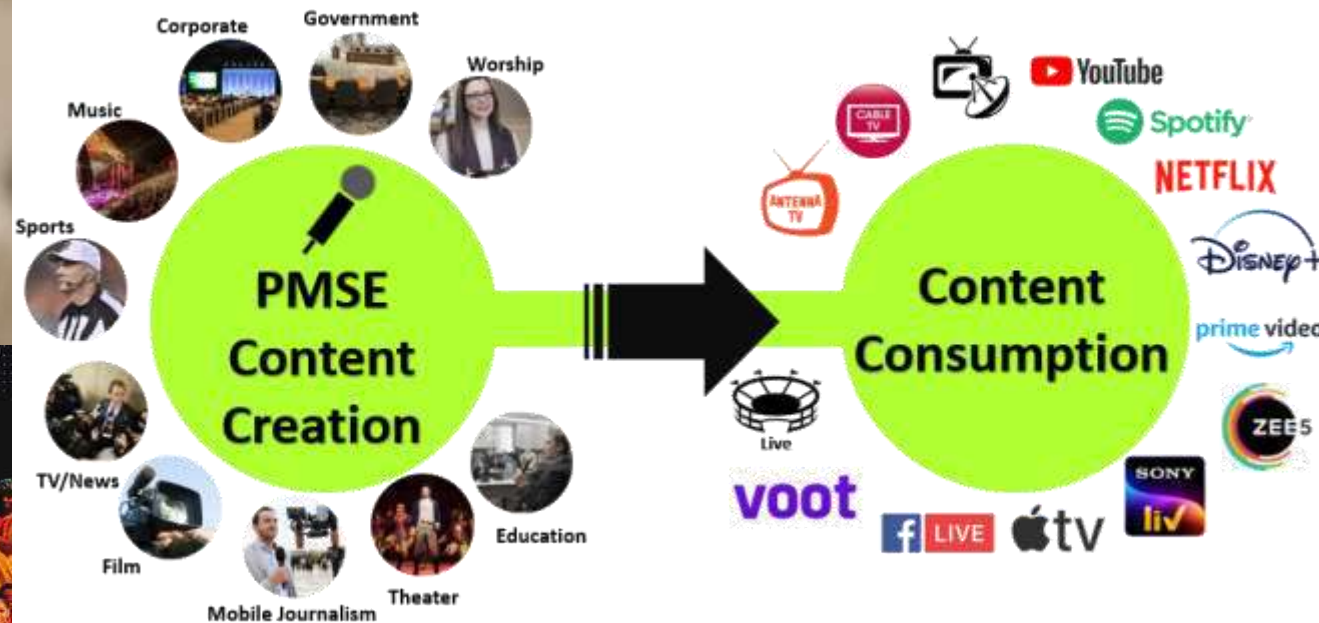 Government
Corporate
Worship
Music
Sports
TV/News
Film
Mobile Journalism
Theater
Education
PMSE
Content
Creation
CABLE
TV
ANTENNA
TV
YouTube
Spotify
NETFLIX
Disney+
prime video
ZEE5
SONY
liv
tv
f LIVE
voot
Live
Content
Consumption